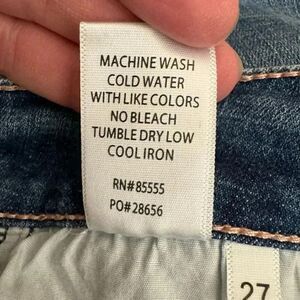 MACHINE WASH
COLD WATER
WITH LIKE COLORS
NO BLEACH
TUMBLE DRY LOW
COOL IRON
RN#85555
PO#28656
27